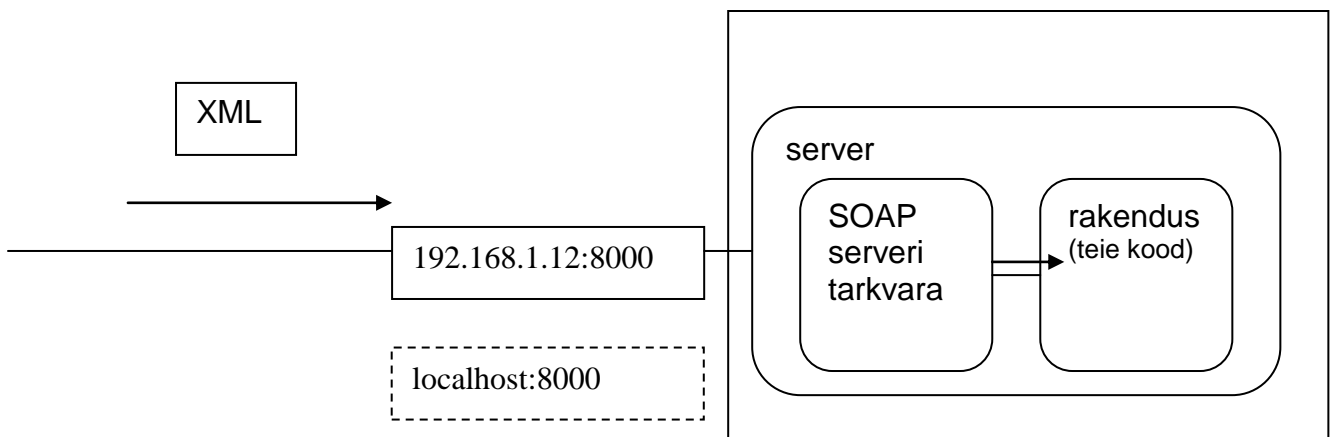 XML
192.168.1.12:8000
localhost:8000
server
SOAP
serveri
tarkvara
rakendus
(teie kood)